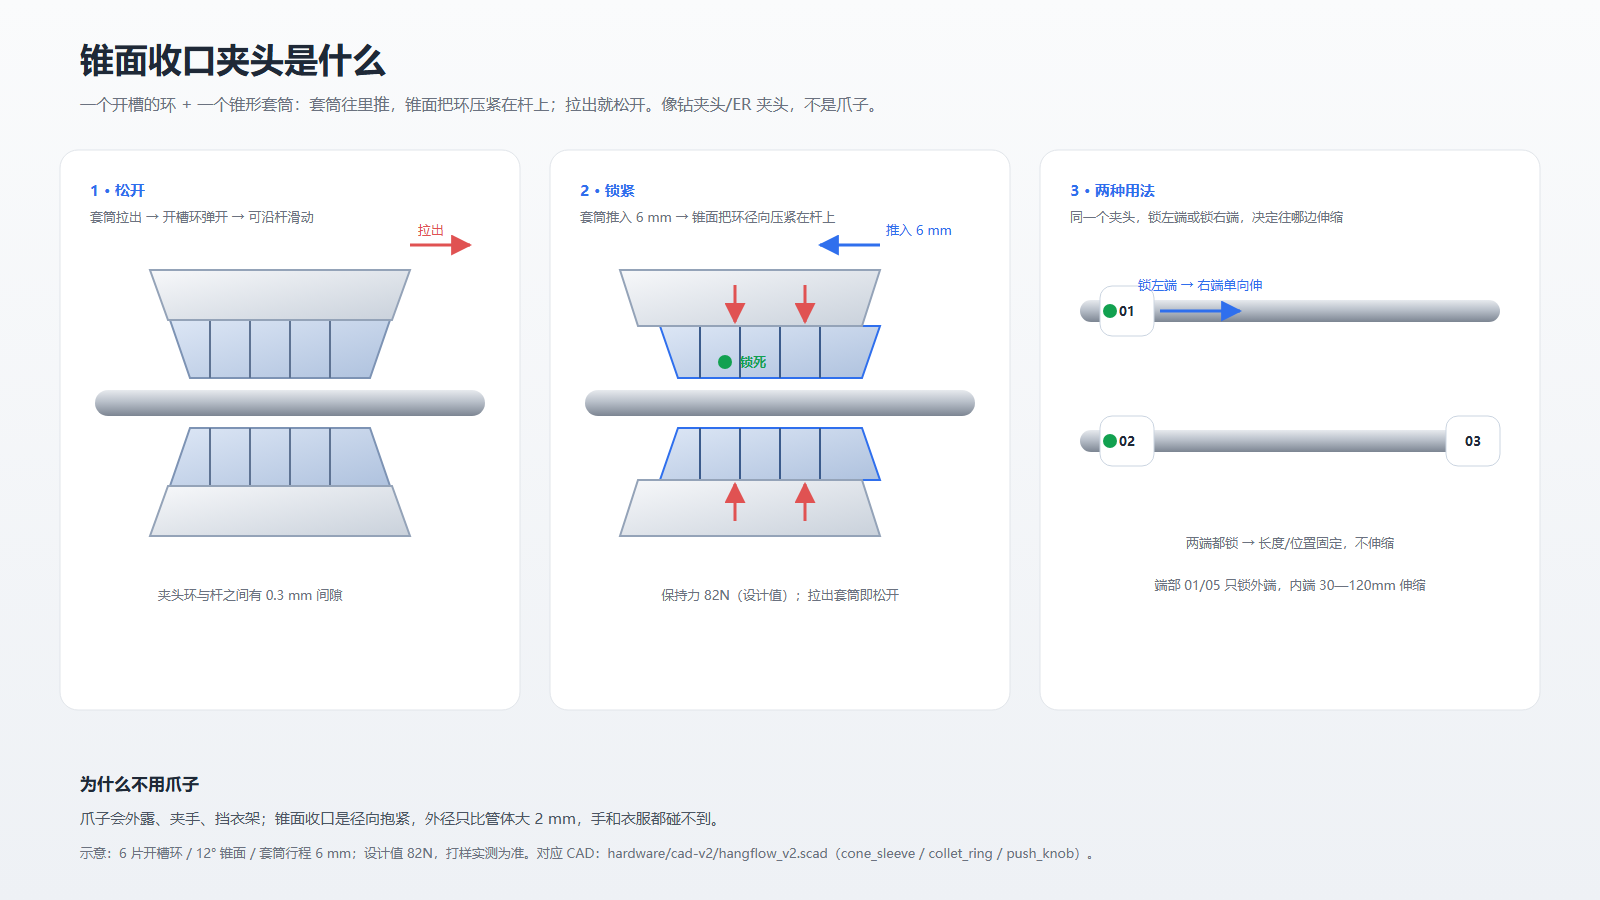 锥面收口夹头是什么
一个开槽的环 + 一个锥形套筒：套筒往里推，锥面把环压紧在杆上；拉出就松开。像钻夹头/ER 夹头，不是爪子。
1 · 松开
套筒拉出 → 开槽环弹开 → 可沿杆滑动
拉出
夹头环与杆之间有 0.3 mm 间隙
2 · 锁紧
套筒推入 6 mm → 锥面把环径向压紧在杆上
推入 6 mm
锁死
保持力 82N（设计值）；拉出套筒即松开
3 · 两种用法
同一个夹头，锁左端或锁右端，决定往哪边伸缩
锁左端 → 右端单向伸
01
02
03
两端都锁 → 长度/位置固定，不伸缩
端部 01/05 只锁外端，内端 30—120mm 伸缩
为什么不用爪子
爪子会外露、夹手、挡衣架；锥面收口是径向抱紧，外径只比管体大 2 mm，手和衣服都碰不到。
示意：6 片开槽环 / 12° 锥面 / 套筒行程 6 mm；设计值 82N，打样实测为准。对应 CAD：hardware/cad-v2/hangflow_v2.scad（cone_sleeve / collet_ring / push_knob）。